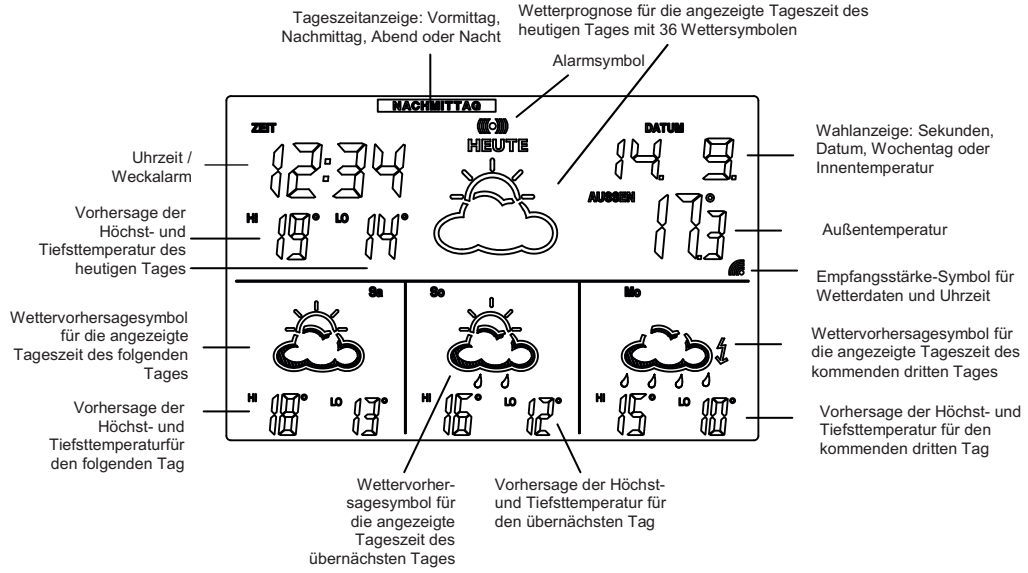 Tageszeitanzeige: Vormittag,
Nachmittag, Abend oder Nacht
Wetterprognose für die angezeigte Tageszeit des
heutigen Tages mit 36 Wettersymbolen
Alarmsymbol
NACHMITTAG
ZEIT
12:34
HEUTE
DATUM
14. 9.
Uhrzeit /
Weckalarm
Wahlanzeige: Sekunden,
Datum, Wochentag oder
Innentemperatur
AUSSEN
17.3°
HI 19° LO 14°
Vorhersage der
Höchst- und
Tiefsttemperatur des
heutigen Tages
Außentemperatur
Empfangsstärke-Symbol für
Wetterdaten und Uhrzeit
Sa
So
Mo
Wettervorhersagesymbol
für die angezeigte
Tageszeit des folgenden
Tages
Wettervorhersagesymbol für
die angezeigte Tageszeit des
kommenden dritten Tages
HI 18° LO 13°
HI 16° LO 12°
HI 15° LO 10°
Vorhersage der
Höchst- und
Tiefsttemperaturfür
den folgenden Tag
Vorhersage der Höchst- und
Tiefsttemperatur für den
kommenden dritten Tag
Wettervorher-
sagesymbol für
die angezeigte
Tageszeit des
übernächsten Tages
Vorhersage der Höchst-
und Tiefsttemperatur für
den übernächsten Tag